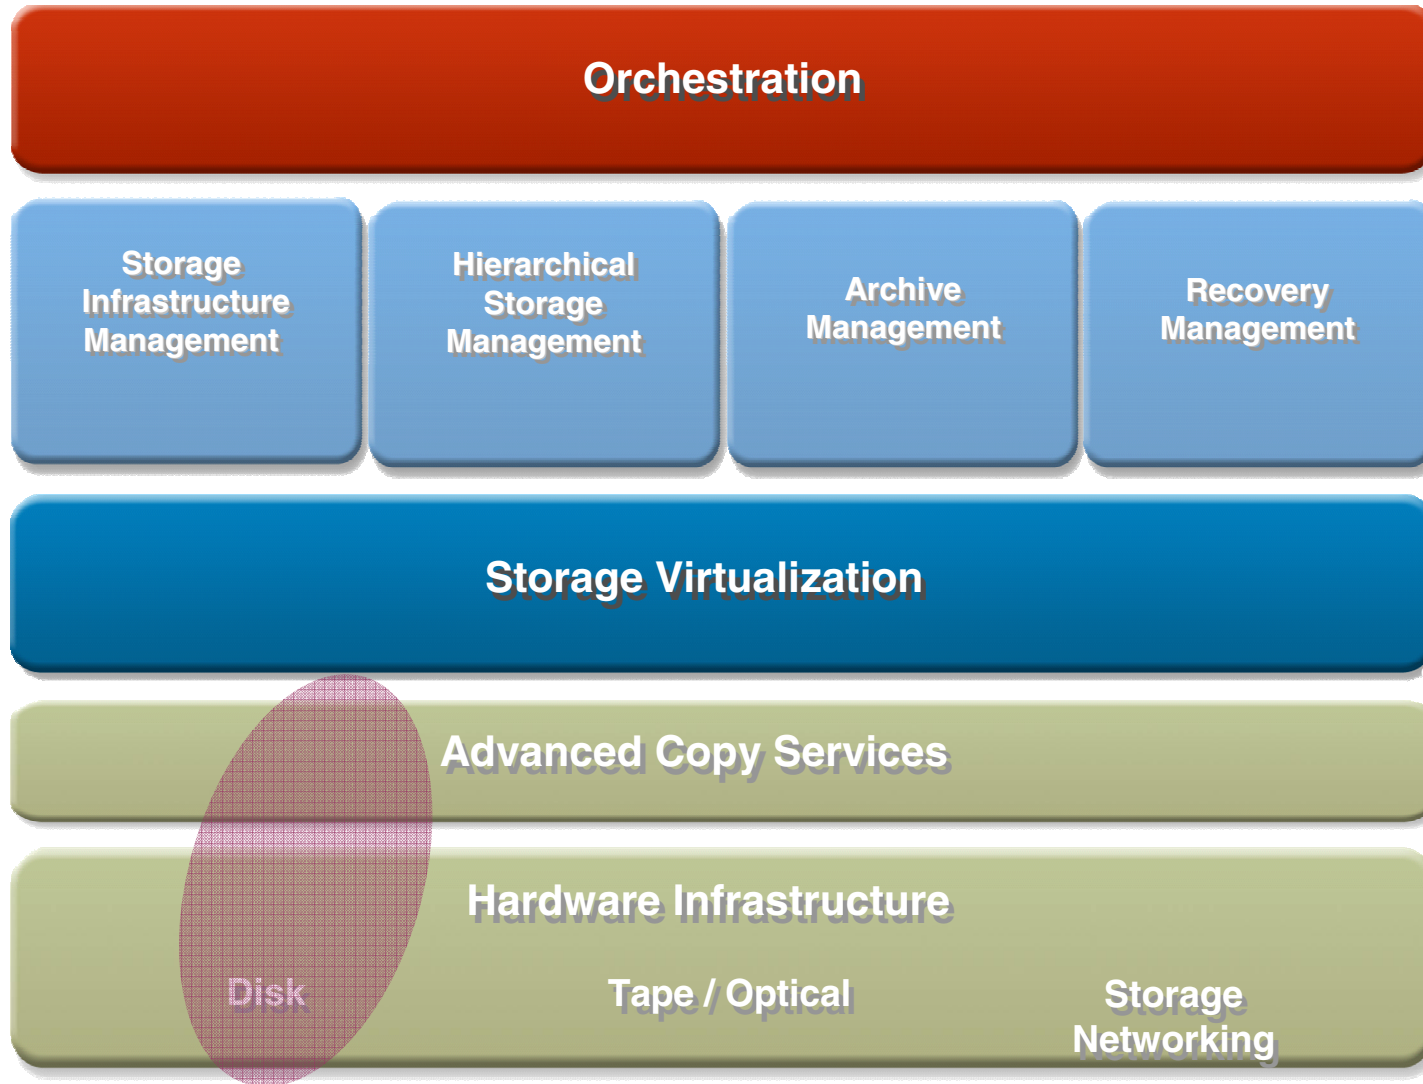 Orchestration
Storage
Infrastructure
Management
Hierarchical
Storage
Management
Archive
Management
Recovery
Management
Storage Virtualization
Advanced Copy Services
Hardware Infrastructure
Disk
Tape / Optical
Storage
Networking